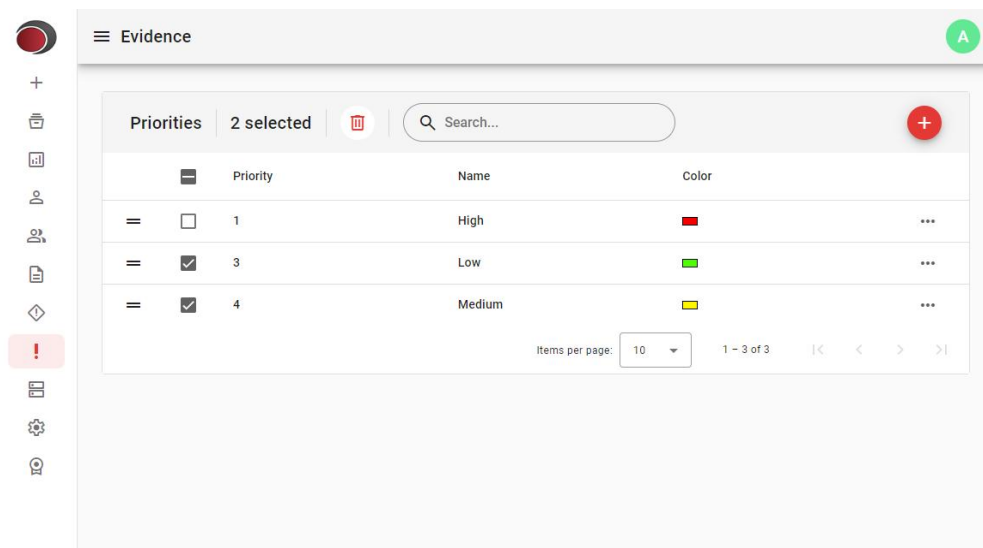 Evidence
A
Priorities 2 selected Search...
Priority Name Color
1 High
3 Low
4 Medium
Items per page: 10 1 – 3 of 3